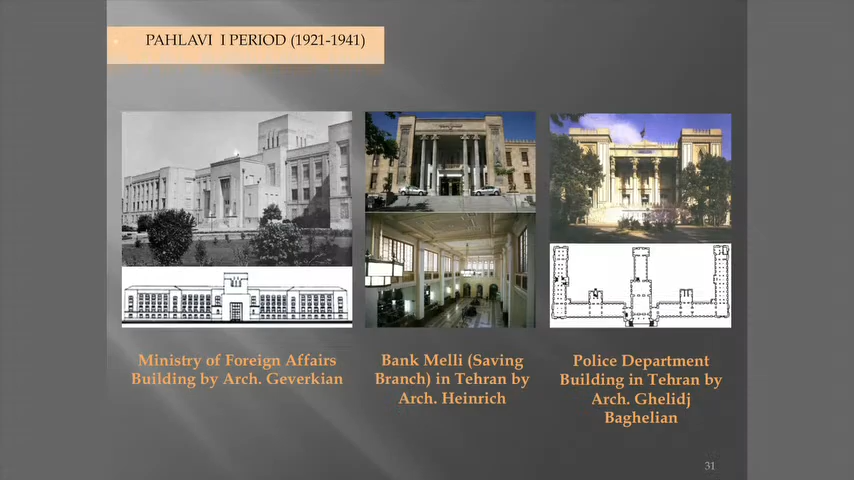 PAHLAVI I PERIOD (1921-1941)
Ministry of Foreign Affairs
Building by Arch. Geverkian
Bank Melli (Saving
Branch) in Tehran by
Arch. Heinrich
Police Department
Building in Tehran by
Arch. Ghelidj
Baghelian
31